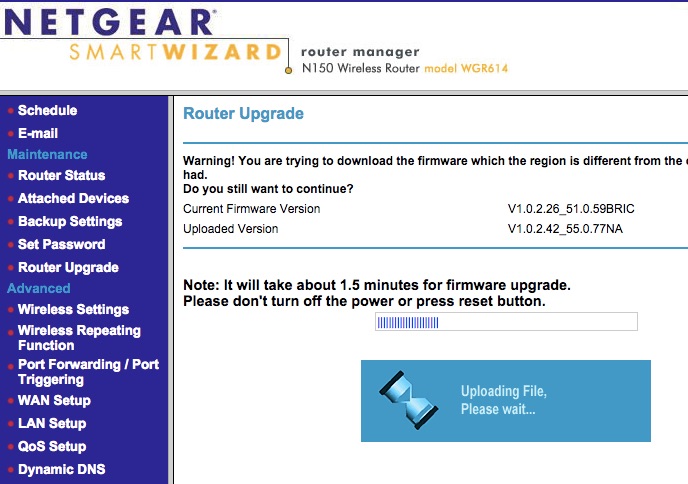 NETGEAR
SMARTWIZARD
router manager
N150 Wireless Router model WGR614
Schedule
E-mail
Maintenance
Router Status
Attached Devices
Backup Settings
Set Password
Router Upgrade
Advanced
Wireless Settings
Wireless Repeating
Function
Port Forwarding / Port
Triggering
WAN Setup
LAN Setup
QoS Setup
Dynamic DNS
Router Upgrade
Warning! You are trying to download the firmware which the region is different from the
had.
Do you still want to continue?
Current Firmware Version V1.0.2.26_51.0.59BRIC
Uploaded Version V1.0.2.42_55.0.77NA
Note: It will take about 1.5 minutes for firmware upgrade.
Please don't turn off the power or press reset button.
Uploading File,
Please wait...